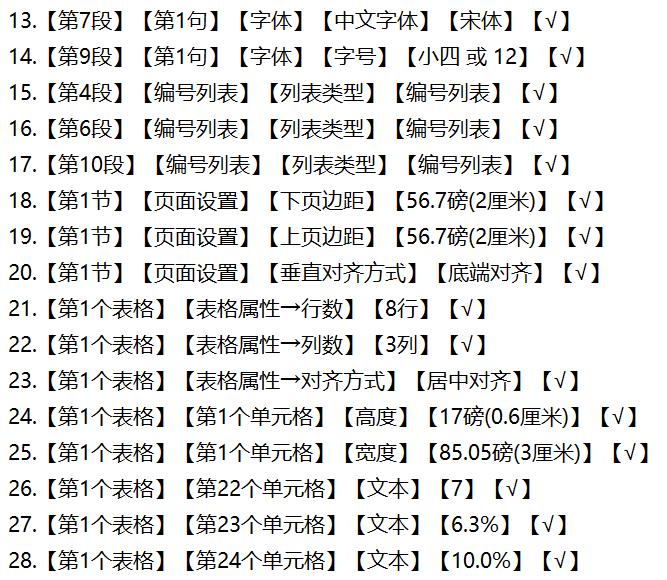 13.【第7段】【第1句】【字体】【中文字体】【宋体】【√】
14.【第9段】【第1句】【字体】【字号】【小四 或 12】【√】
15.【第4段】【编号列表】【列表类型】【编号列表】【√】
16.【第6段】【编号列表】【列表类型】【编号列表】【√】
17.【第10段】【编号列表】【列表类型】【编号列表】【√】
18.【第1节】【页面设置】【下页边距】【56.7磅(2厘米)】【√】
19.【第1节】【页面设置】【上页边距】【56.7磅(2厘米)】【√】
20.【第1节】【页面设置】【垂直对齐方式】【底端对齐】【√】
21.【第1个表格】【表格属性→行数】【8行】【√】
22.【第1个表格】【表格属性→列数】【3列】【√】
23.【第1个表格】【表格属性→对齐方式】【居中对齐】【√】
24.【第1个表格】【第1个单元格】【高度】【17磅(0.6厘米)】【√】
25.【第1个表格】【第1个单元格】【宽度】【85.05磅(3厘米)】【√】
26.【第1个表格】【第22个单元格】【文本】【7】【√】
27.【第1个表格】【第23个单元格】【文本】【6.3%】【√】
28.【第1个表格】【第24个单元格】【文本】【10.0%】【√】